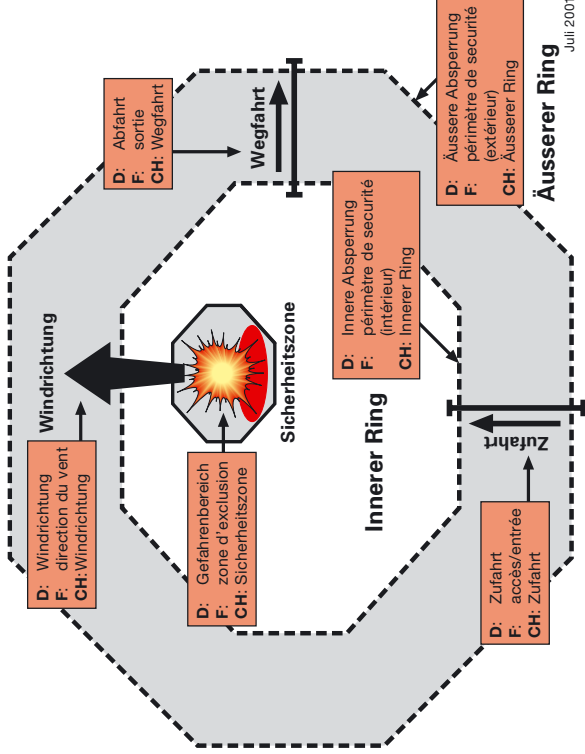 D: Windrichtung
F: direction du vent
CH: Windrichtung
Windrichtung
D: Abfahrt
F: sortie
CH: Wegfahrt
D: Gefahrenbereich
F: zone d'exclusion
CH: Sicherheitszone
Wegfahrt
Sicherheitszone
D: Innere Absperrung
F: périmètre de securité
(intérieur)
CH: Innerer Ring
Innerer Ring
D: Äussere Absperrung
F: périmètre de securité
(extérieur)
CH: Äusserer Ring
D: Zufahrt
F: accès/entrée
CH: Zufahrt
Zufahrt
Äusserer Ring
Juli 2001